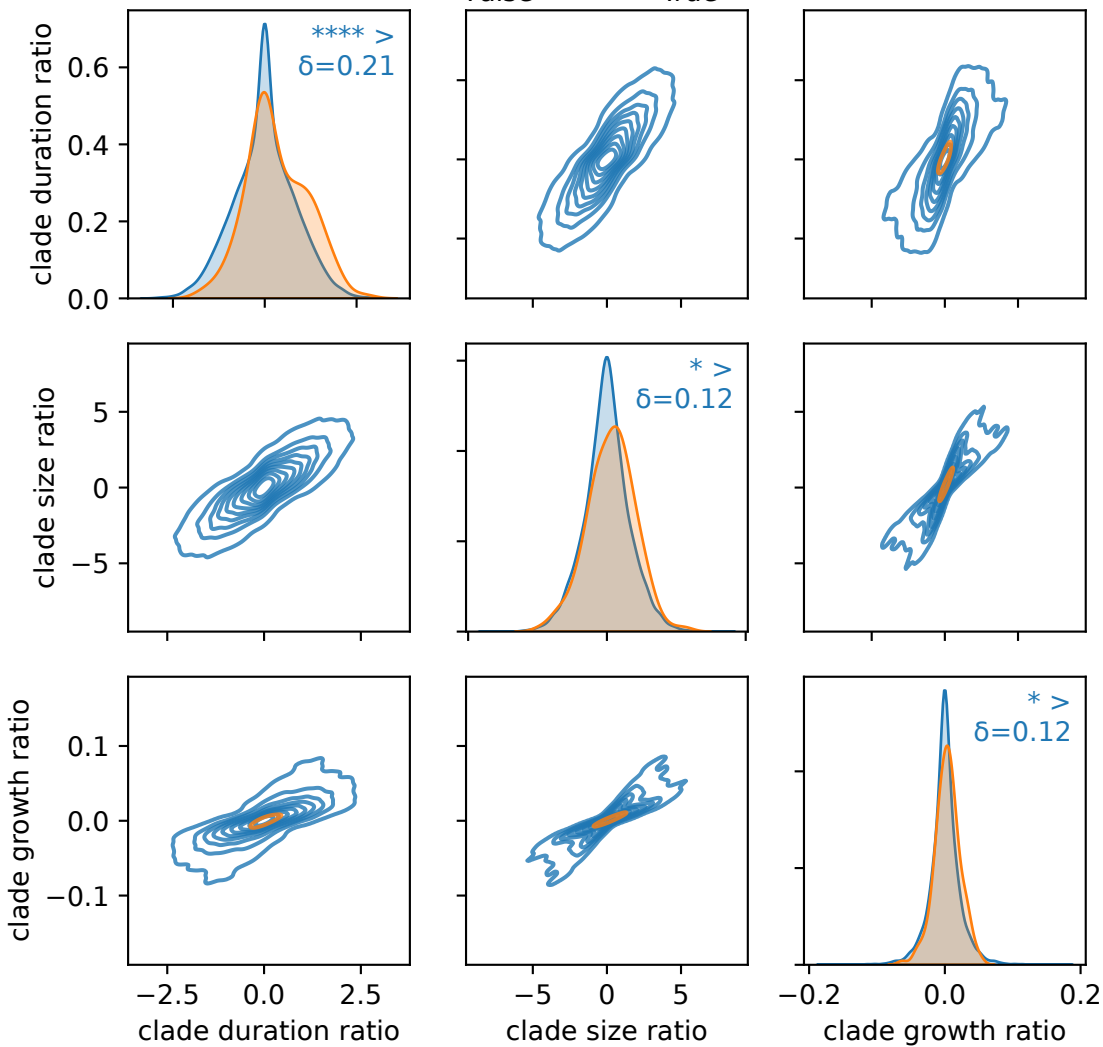 clade duration ratio
0.6
0.4
0.2
0.0
**** >
δ=0.21
clade size ratio
5
0
−5
* >
δ=0.12
clade growth ratio
0.1
0.0
−0.1
* >
δ=0.12
−2.5 0.0 2.5
−5 0 5
−0.2 0.0 0.2
clade duration ratio
clade size ratio
clade growth ratio